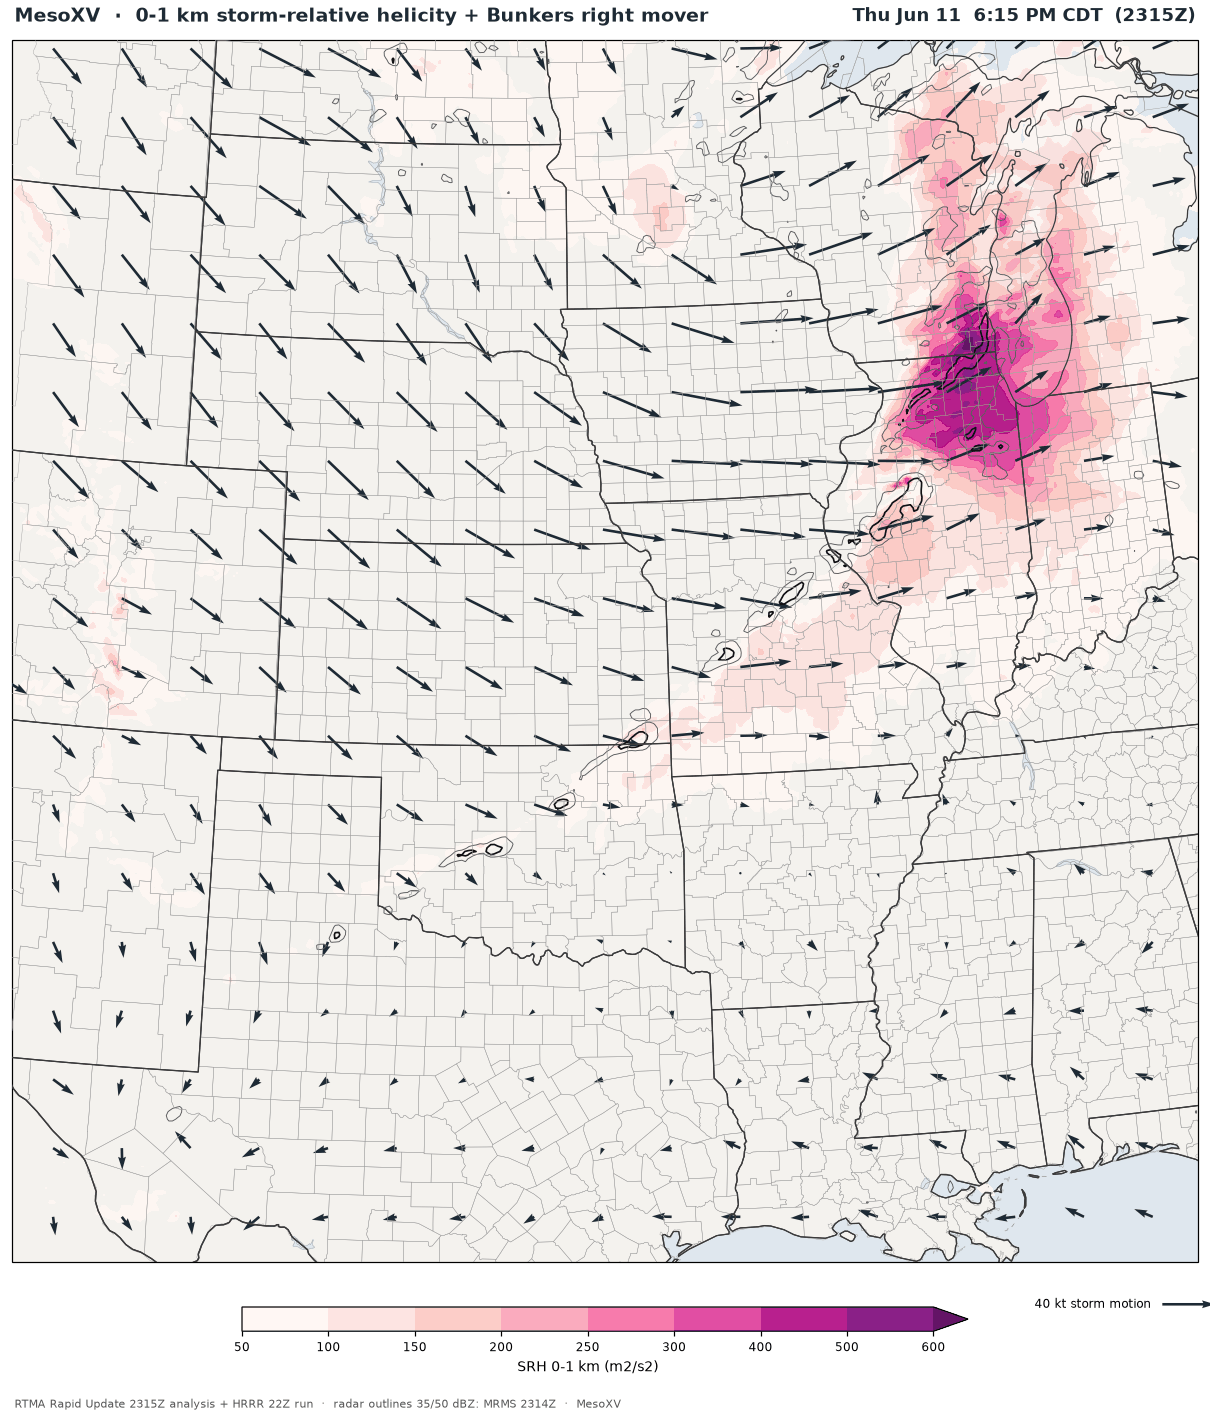 MesoXV · 0-1 km storm-relative helicity + Bunkers right mover
Thu Jun 11 6:15 PM CDT (2315Z)
40 kt storm motion
50 100 150 200 250 300 400 500 600
SRH 0-1 km (m2/s2)
RTMA Rapid Update 2315Z analysis + HRRR 22Z run · radar outlines 35/50 dBZ: MRMS 2314Z · MesoXV